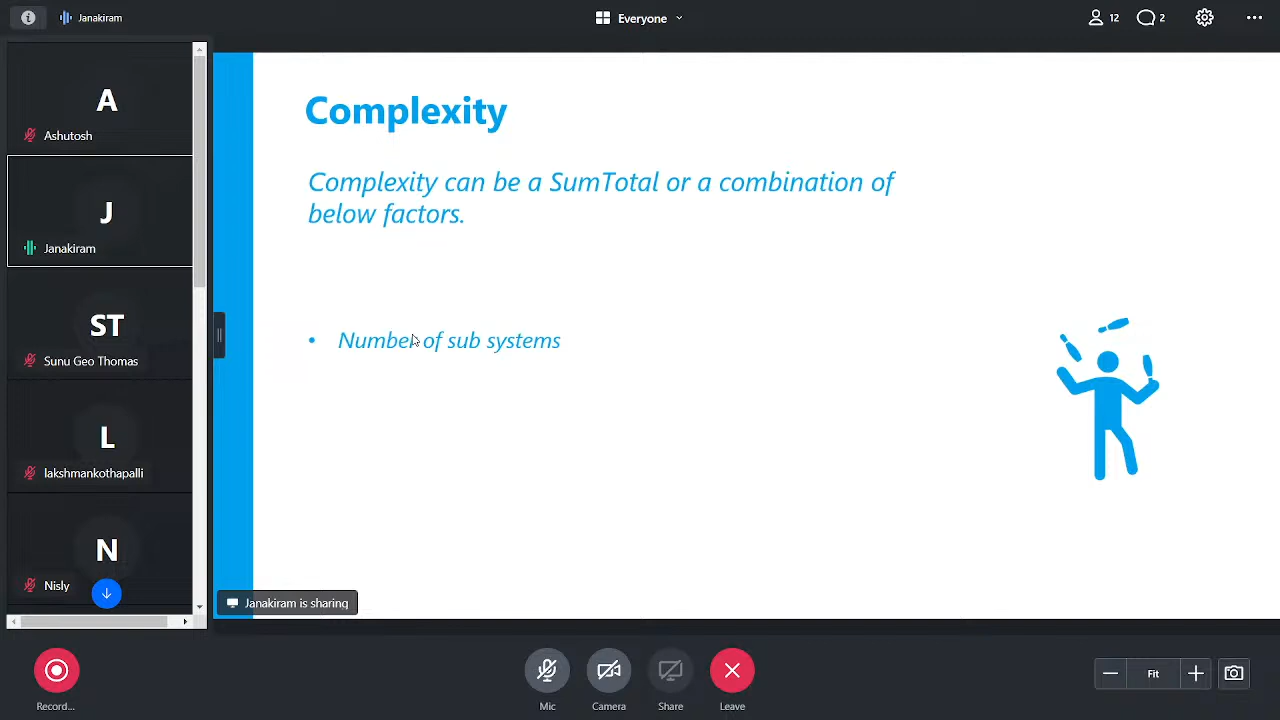 Janakiram
Everyone
12
2
A
Ashutosh
J
Janakiram
ST
Sunu Geo Thomas
L
lakshmankothapalli
N
Nisly
Complexity
Complexity can be a SumTotal or a combination of
below factors.
• Number of sub systems
Janakiram is sharing
Record...
Mic
Camera
Share
Leave
Fit